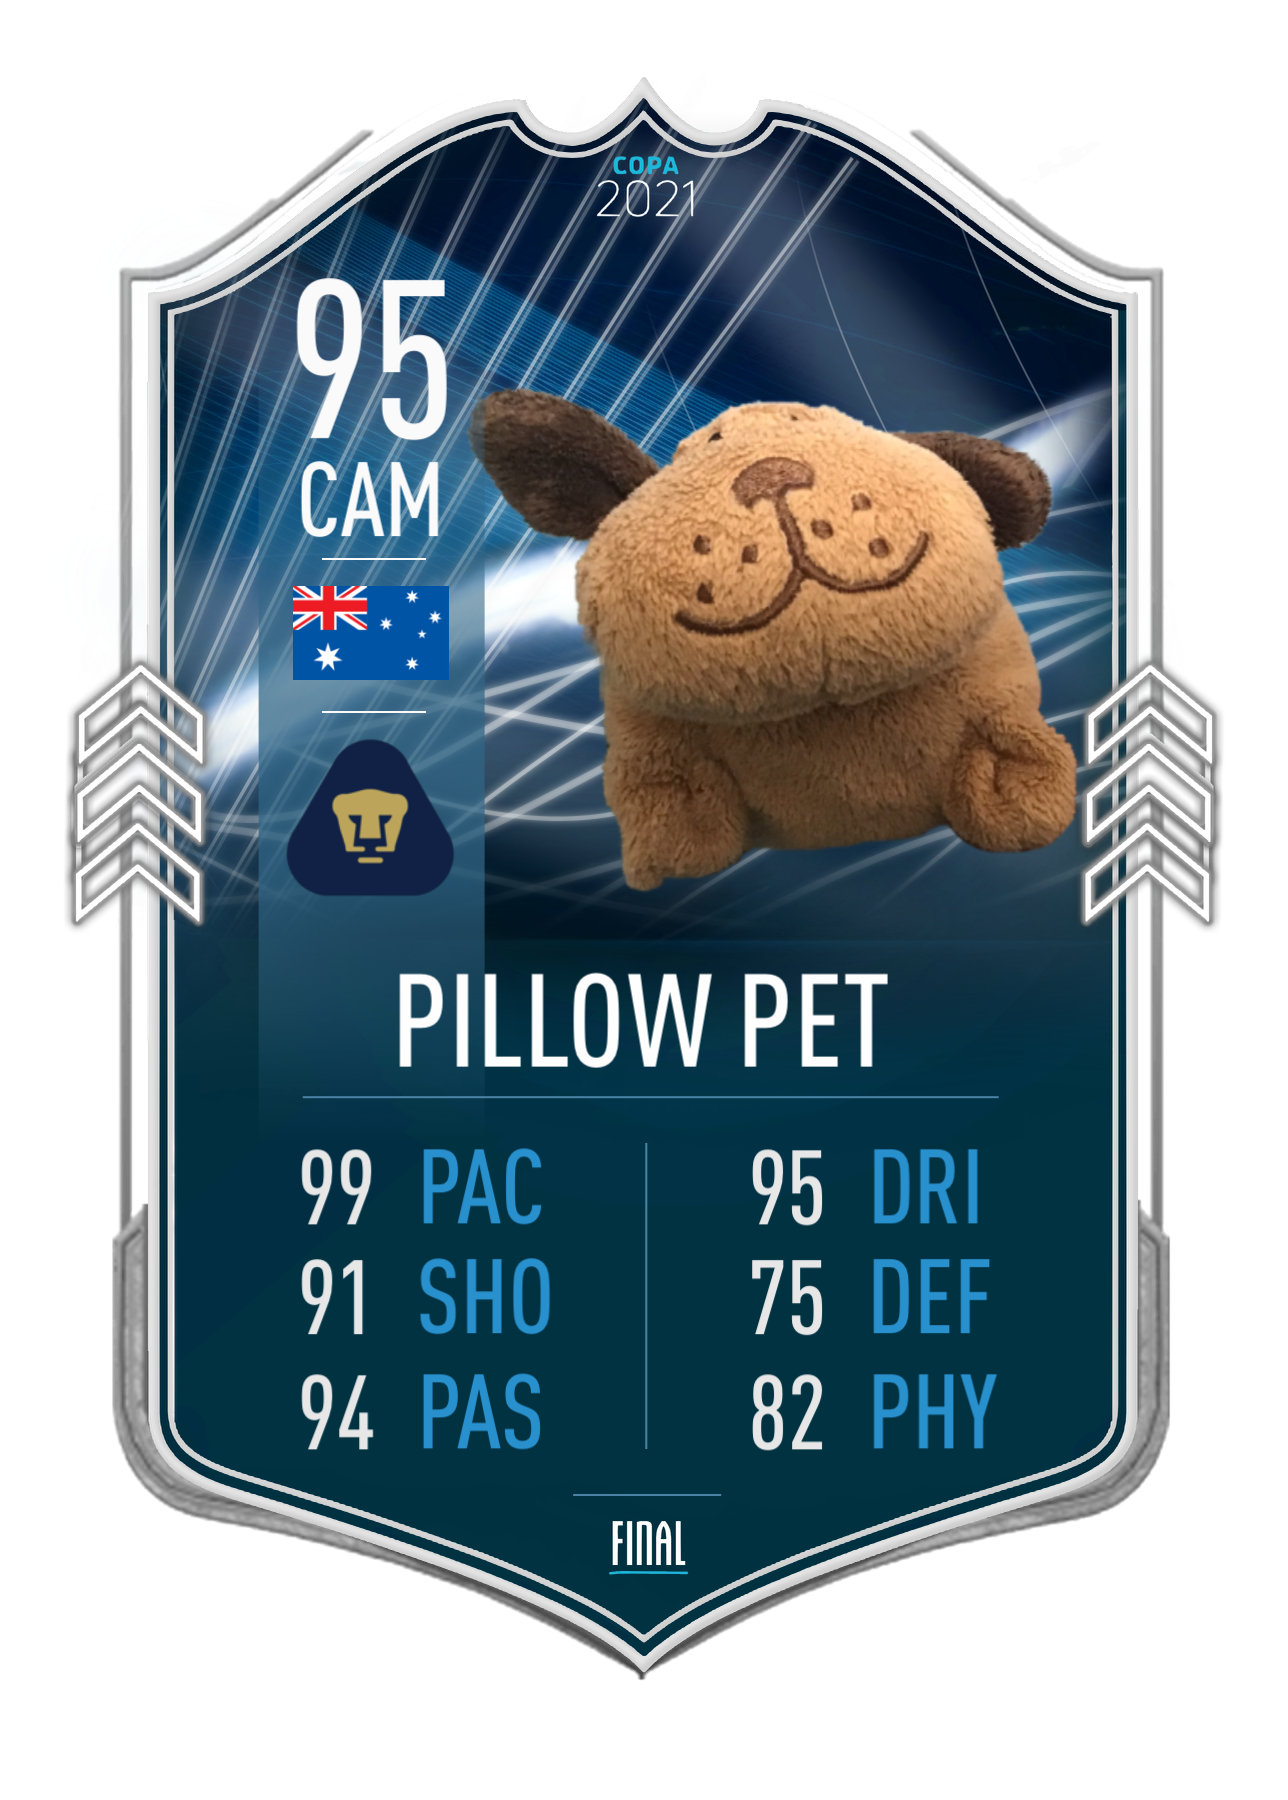 COPA
2021
95
CAM
PILLOW PET
99 PAC
91 SHO
94 PAS
95 DRI
75 DEF
82 PHY
FINAL